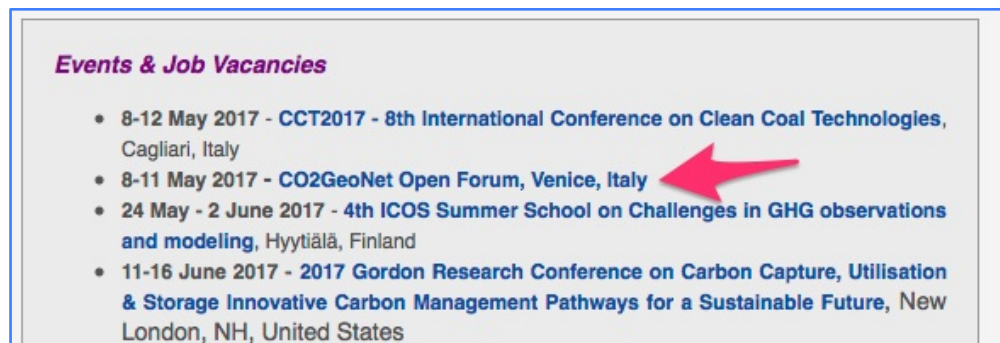 Events & Job Vacancies
8-12 May 2017 - CCT2017 - 8th International Conference on Clean Coal Technologies,
Cagliari, Italy
8-11 May 2017 - CO2GeoNet Open Forum, Venice, Italy
24 May - 2 June 2017 - 4th ICOS Summer School on Challenges in GHG observations
and modeling, Hyytiälä, Finland
11-16 June 2017 - 2017 Gordon Research Conference on Carbon Capture, Utilisation
& Storage Innovative Carbon Management Pathways for a Sustainable Future, New
London, NH, United States